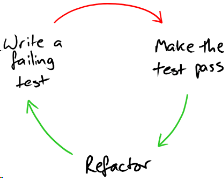 Write a
failing
test
Make the
test pass
Refactor